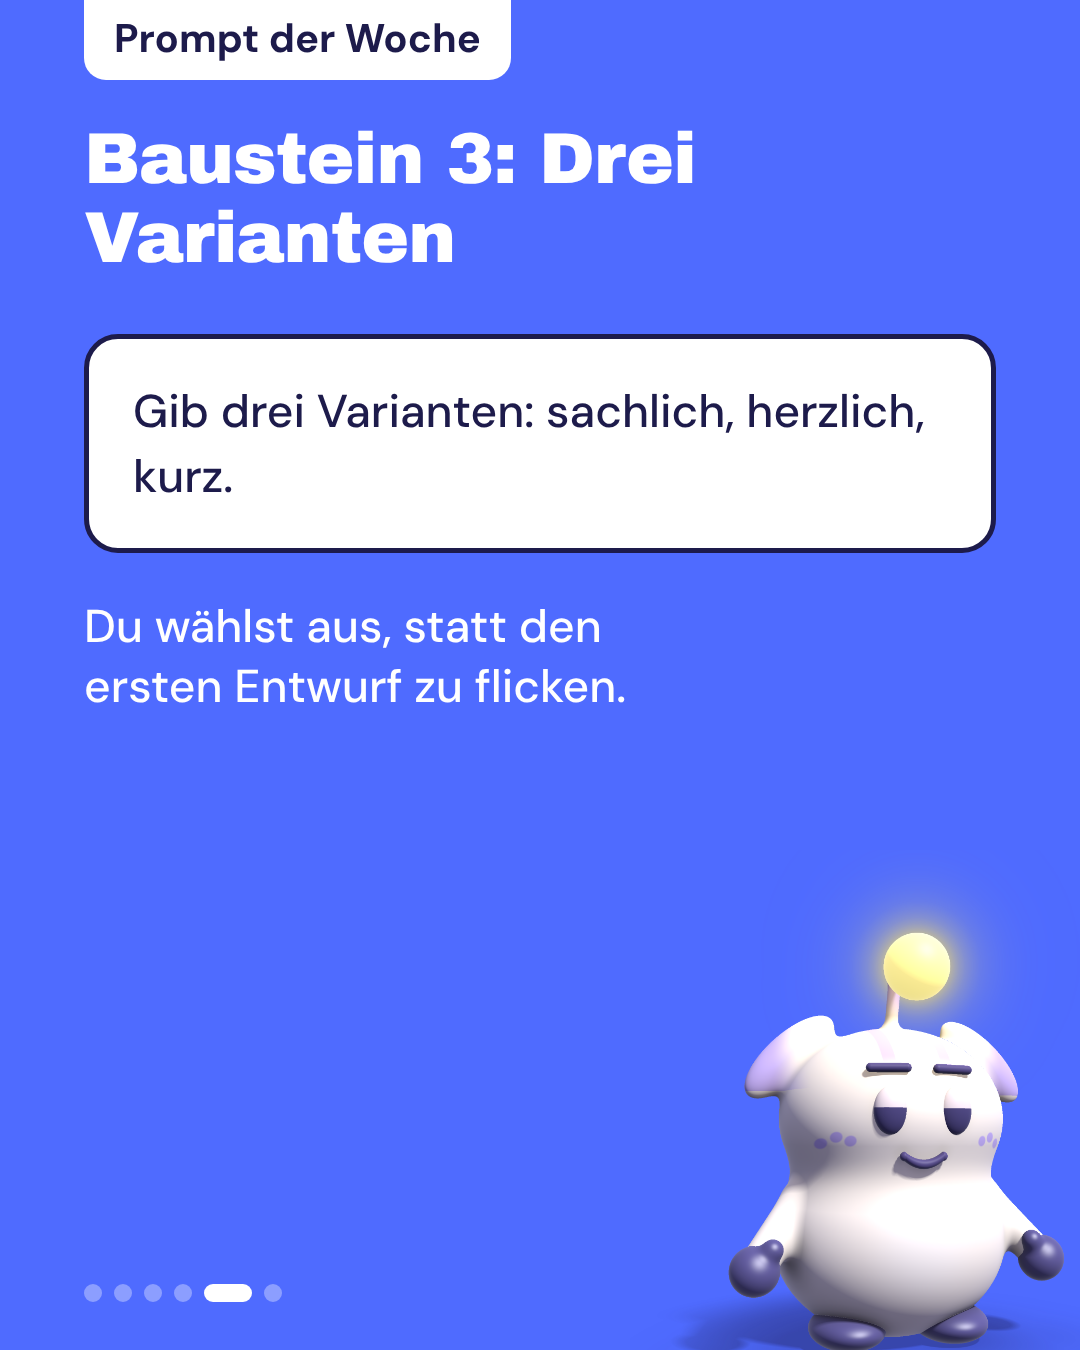 Prompt der Woche
Baustein 3: Drei
Varianten
Gib drei Varianten: sachlich, herzlich,
kurz.
Du wählst aus, statt den
ersten Entwurf zu flicken.